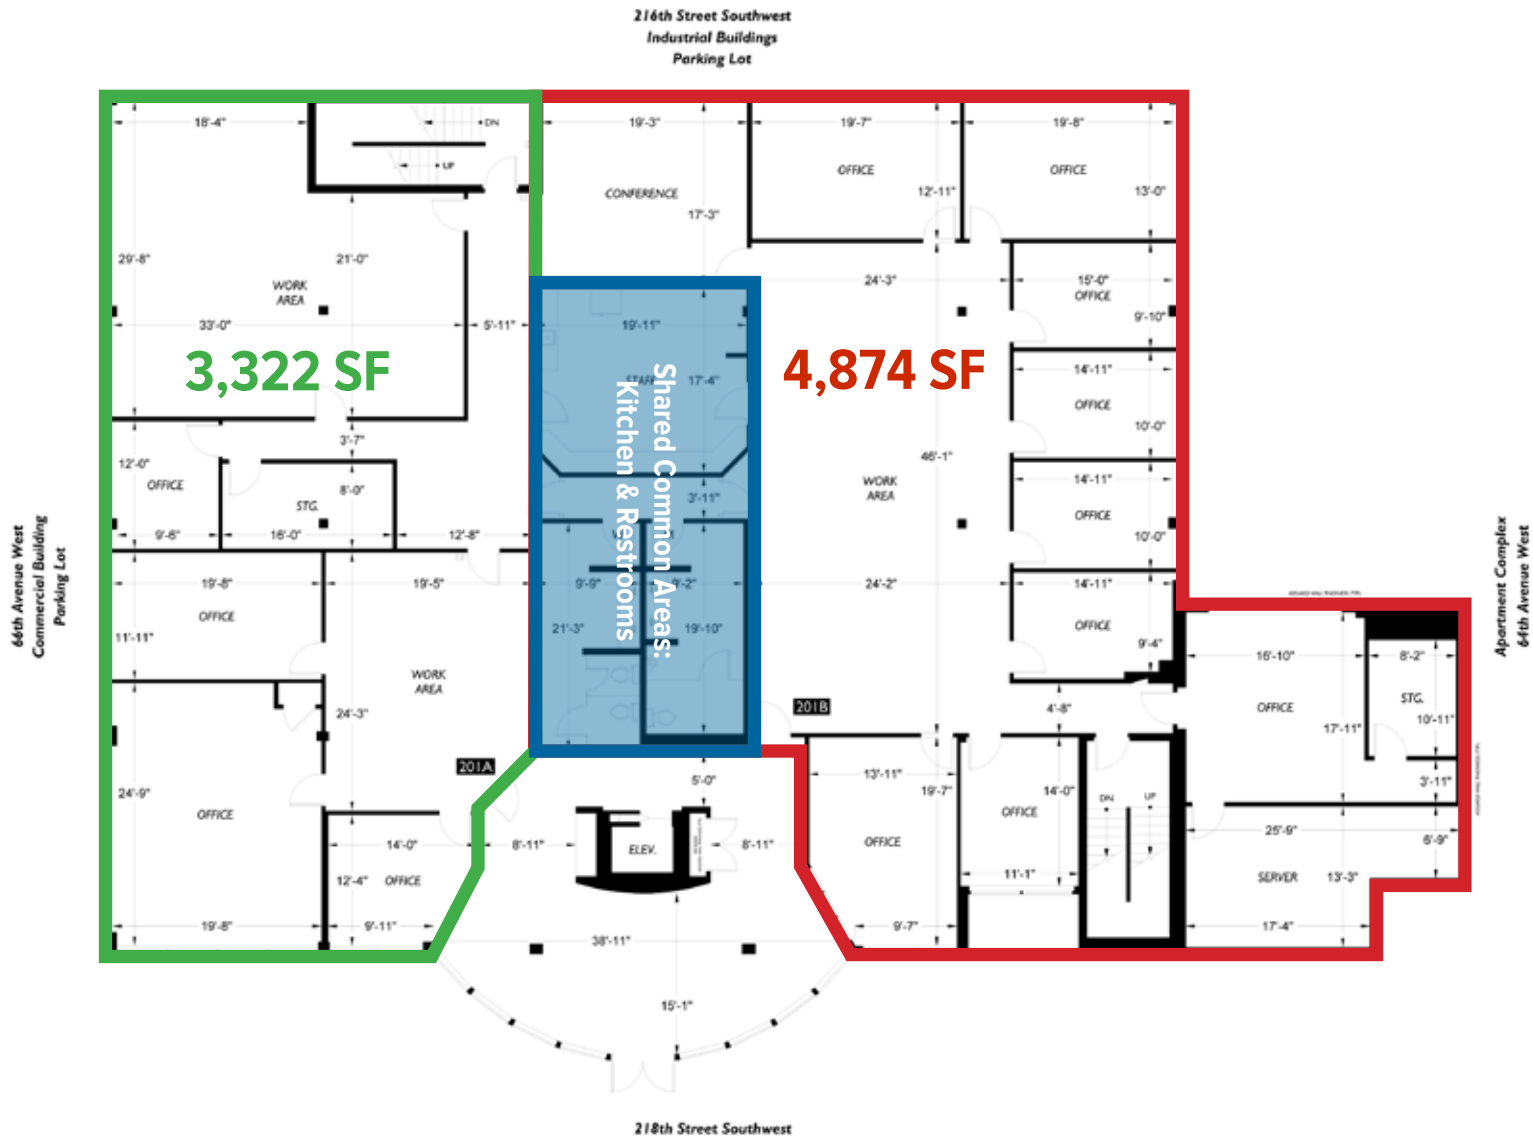 216th Street Southwest
Industrial Buildings
Parking Lot
18'-4"
DN
UP
19'-3"
19'-7"
19'-8"
OFFICE
OFFICE
CONFERENCE
12'-11"
13'-0"
17'-3"
29'-8"
21'-0"
WORK
AREA
24'-3"
15'-0"
OFFICE
9'-10"
33'-0"
5'-11"
19'-11"
3,322 SF
4,874 SF
STAFF
17'-4"
14'-11"
OFFICE
10'-0"
Shared Common Areas:
Kitchen & Restrooms
3'-7"
12'-0"
OFFICE
8'-0"
STG.
9'-6"
16'-0"
12'-8"
46'-1"
WORK
AREA
3'-11"
14'-11"
OFFICE
10'-0"
66th Avenue West
Commercial Building
Parking Lot
Apartment Complex
64th Avenue West
19'-8"
19'-5"
9'-9"
9'-2"
24'-2"
14'-11"
OFFICE
11'-11"
21'-3"
19'-10"
OFFICE
9'-4"
16'-10"
8'-2"
WORK
AREA
24'-3"
201B
4'-8"
OFFICE
17'-11"
STG.
10'-11"
201A
5'-0"
13'-11"
19'-7"
14'-0"
3'-11"
24'-9"
OFFICE
DN
UP
OFFICE
14'-0"
8'-11"
ELEV.
8'-11"
OFFICE
25'-9"
6'-9"
12'-4"
OFFICE
11'-1"
SERVER
13'-3"
19'-8"
9'-11"
38'-11"
9'-7"
17'-4"
15'-1"
218th Street Southwest